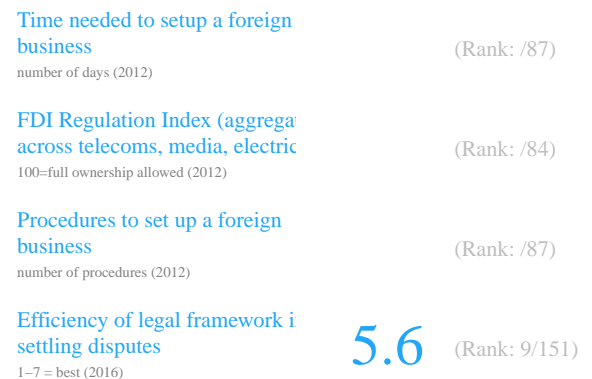 Time needed to setup a foreign
business
(Rank: /87)
number of days (2012)
FDI Regulation Index
across telecoms, media,
(Rank: /84)
100=full ownership allowed (2012)
Procedures to set up a foreign
business
(Rank: /87)
number of procedures (2012)
Efficiency of legal framework
settling disputes
5.6 (Rank: 9/151)
1–7 = best (2016)